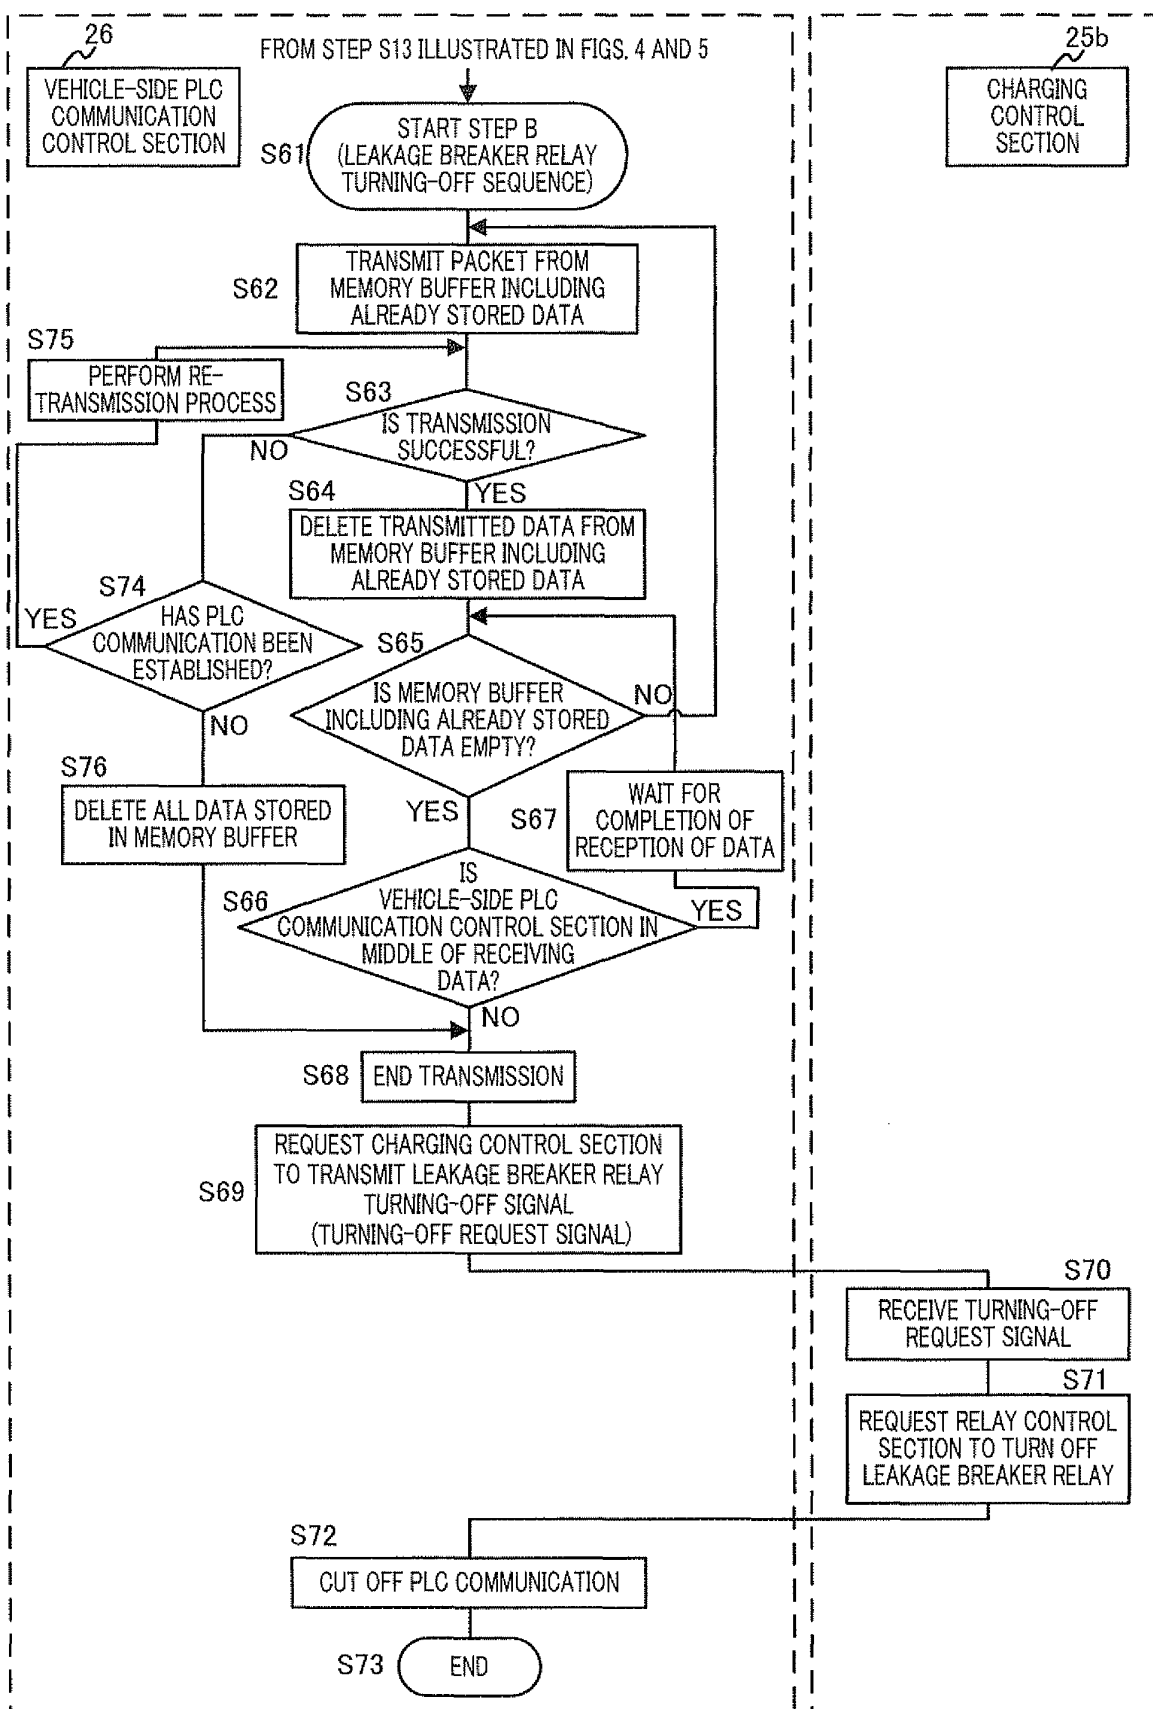 26
FROM STEP S13 ILLUSTRATED IN FIGS. 4 AND 5
25b
VEHICLE-SIDE PLC
COMMUNICATION
CONTROL SECTION
CHARGING
CONTROL
SECTION
S61
START STEP B
(LEAKAGE BREAKER RELAY
TURNING-OFF SEQUENCE)
S62
TRANSMIT PACKET FROM
MEMORY BUFFER INCLUDING
ALREADY STORED DATA
S75
PERFORM RE-
TRANSMISSION PROCESS
S63
IS TRANSMISSION
SUCCESSFUL?
NO
YES
S64
DELETE TRANSMITTED DATA FROM
MEMORY BUFFER INCLUDING
ALREADY STORED DATA
S74
YES
HAS PLC
COMMUNICATION BEEN
ESTABLISHED?
NO
S65
IS MEMORY BUFFER
INCLUDING ALREADY STORED
DATA EMPTY?
NO
YES
S76
DELETE ALL DATA STORED
IN MEMORY BUFFER
S67
WAIT FOR
COMPLETION OF
RECEPTION OF DATA
S66
IS
VEHICLE-SIDE PLC
COMMUNICATION CONTROL SECTION IN
MIDDLE OF RECEIVING
DATA?
YES
NO
S68
END TRANSMISSION
S69
REQUEST CHARGING CONTROL SECTION
TO TRANSMIT LEAKAGE BREAKER RELAY
TURNING-OFF SIGNAL
(TURNING-OFF REQUEST SIGNAL)
S70
RECEIVE TURNING-OFF
REQUEST SIGNAL
S71
REQUEST RELAY CONTROL
SECTION TO TURN OFF
LEAKAGE BREAKER RELAY
S72
CUT OFF PLC COMMUNICATION
S73
END